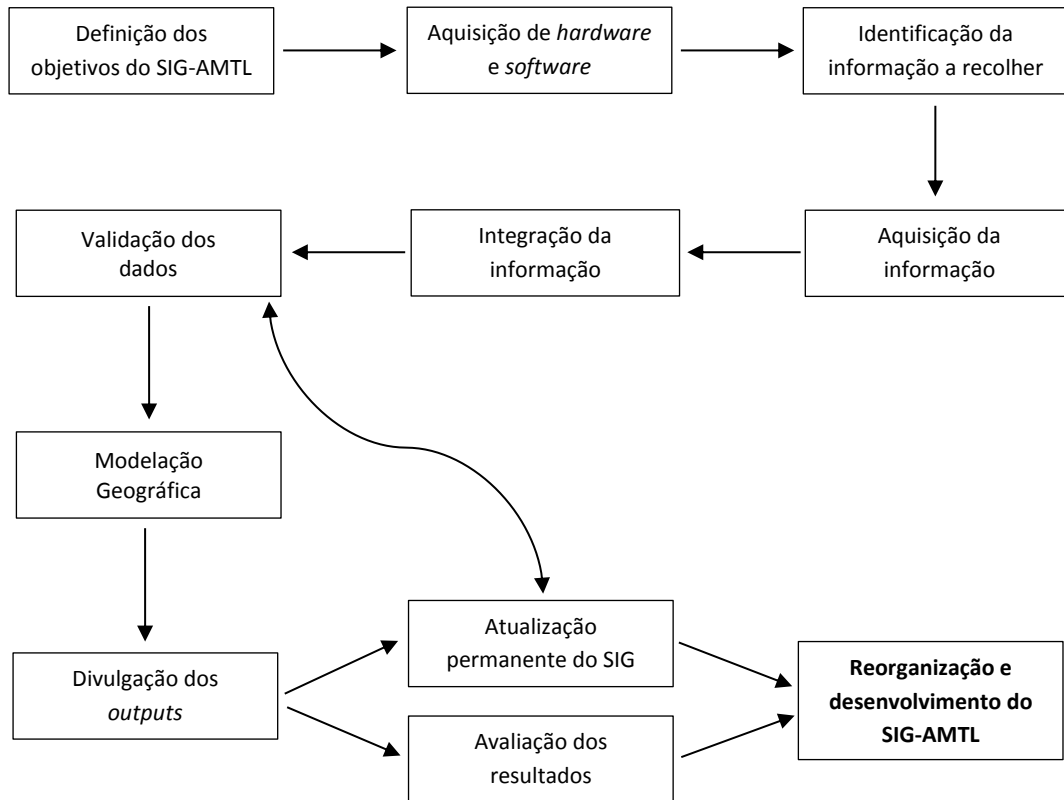 Definição dos
objetivos do SIG-AMTL
Aquisição de hardware
e software
Identificação da
informação a recolher
Validação dos
dados
Integração da
informação
Aquisição da
informação
Modelação
Geográfica
Divulgação dos
outputs
Atualização
permanente do SIG
Avaliação dos
resultados
Reorganização e
desenvolvimento do
SIG-AMTL